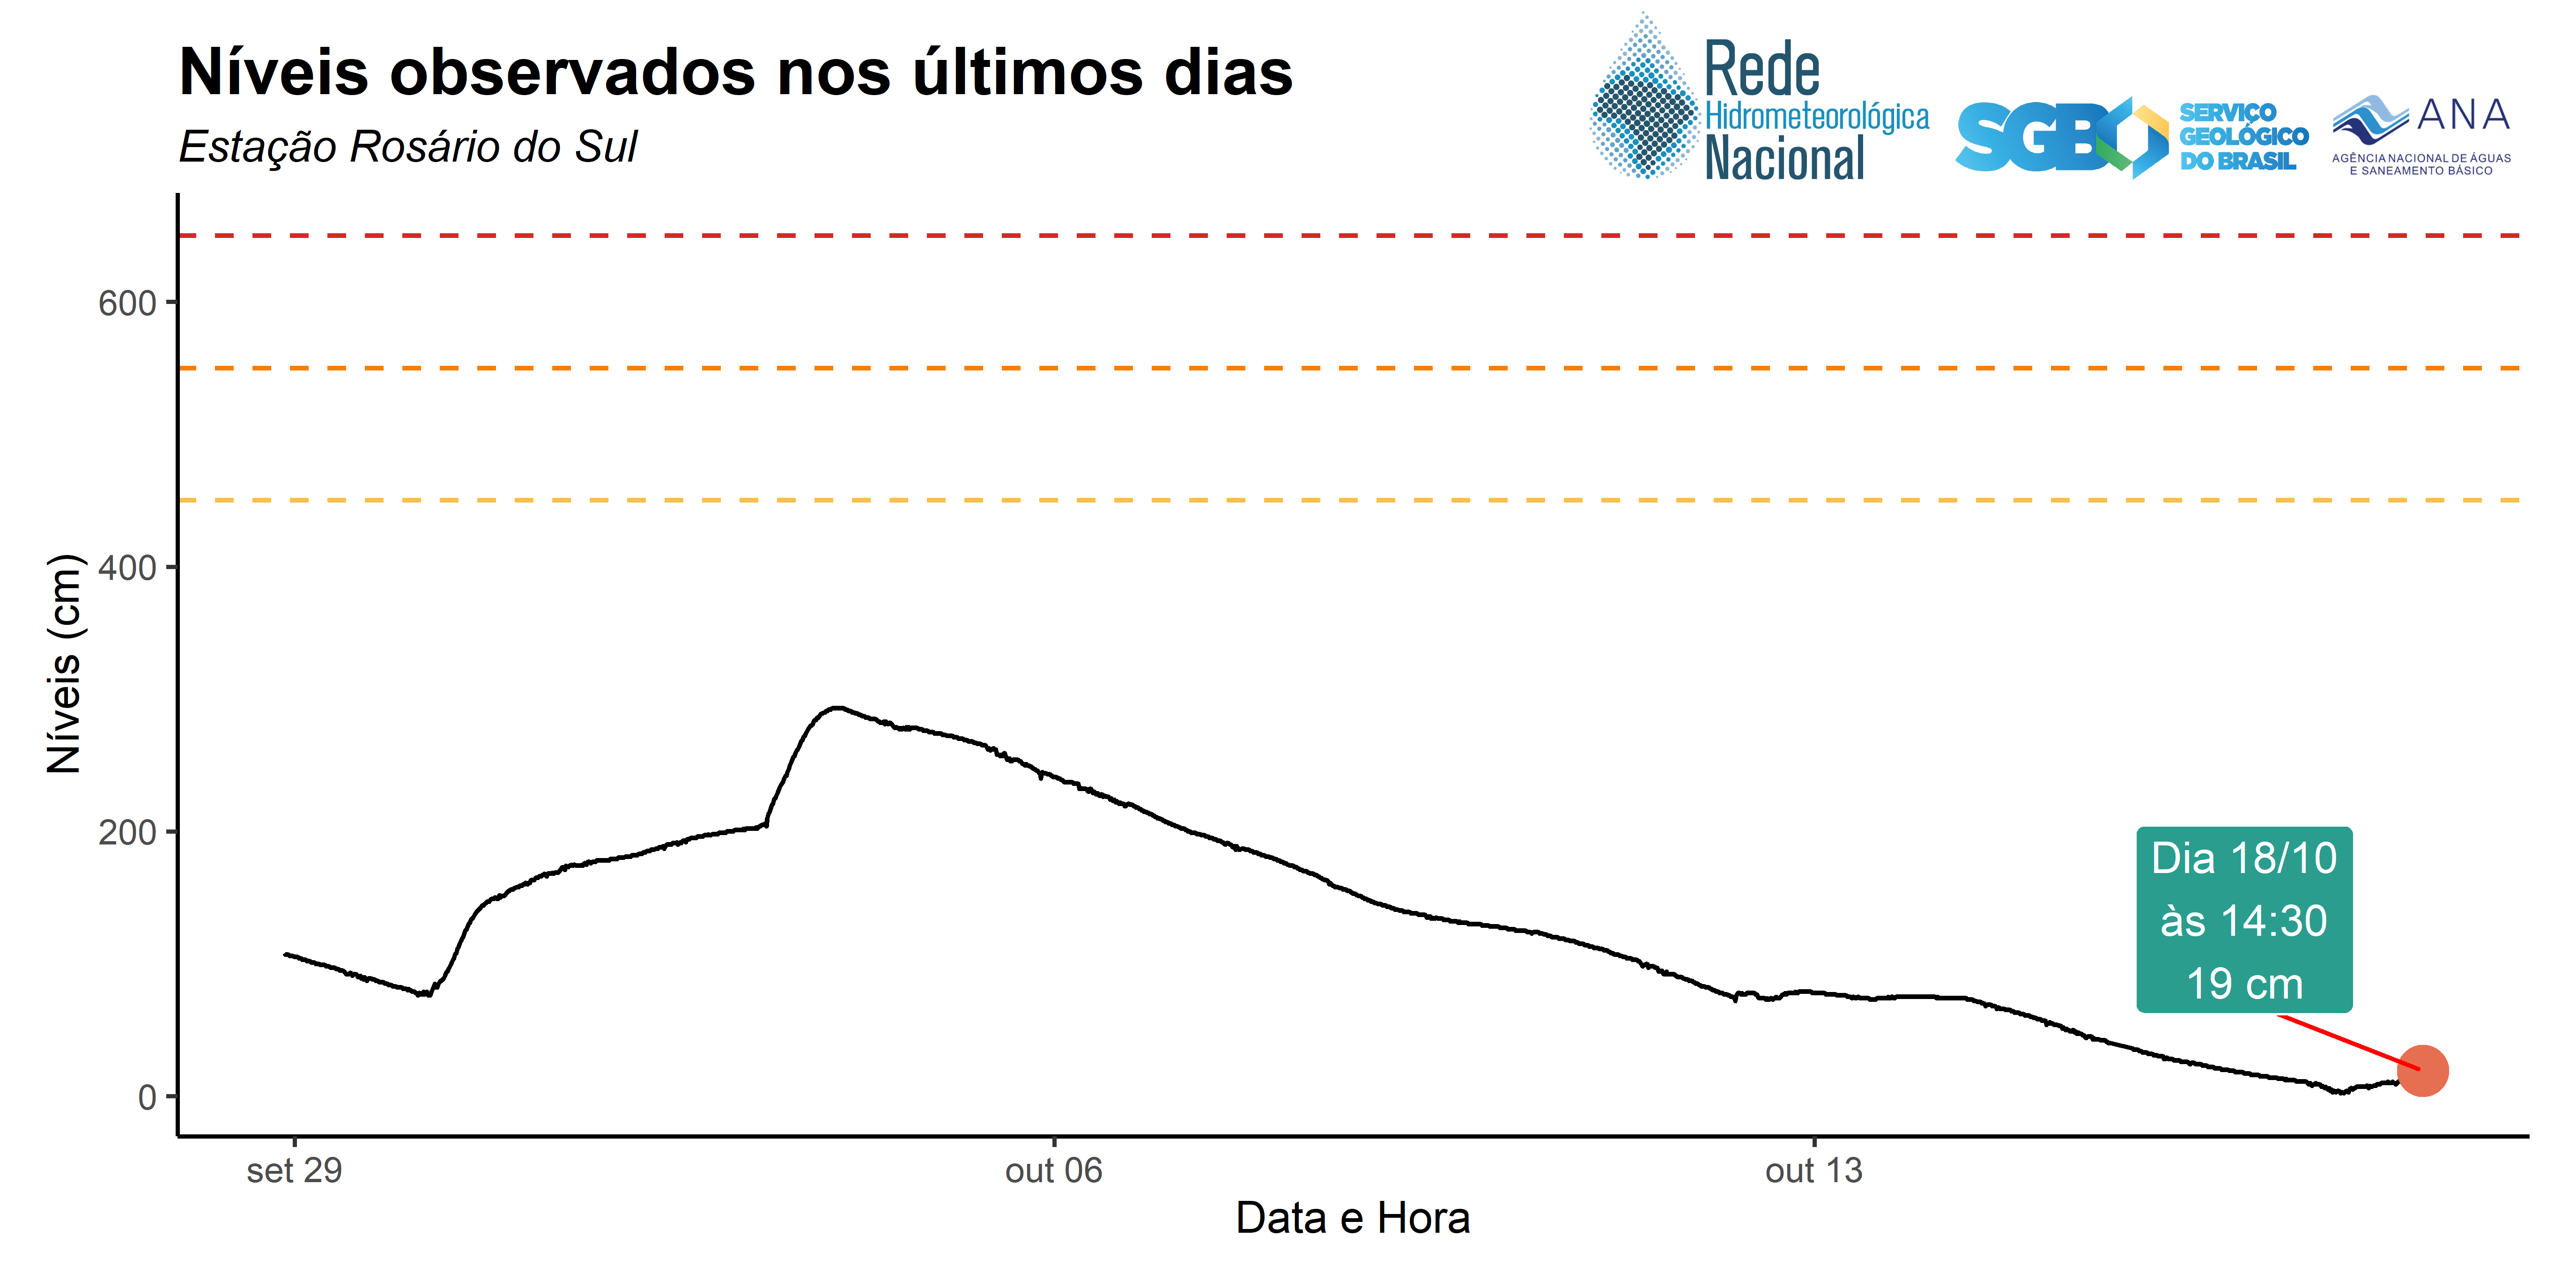 Níveis observados nos últimos dias
Estação Rosário do Sul
Rede
Hidrometeorológica
Nacional
SGB
SERVIÇO
GEOLÓGICO
DO BRASIL
ANA
AGÊNCIA NACIONAL DE ÁGUAS
E SANEAMENTO BÁSICO
Níveis (cm)
600
400
200
0
Dia 18/10
às 14:30
19 cm
set 29
out 06
out 13
Data e Hora